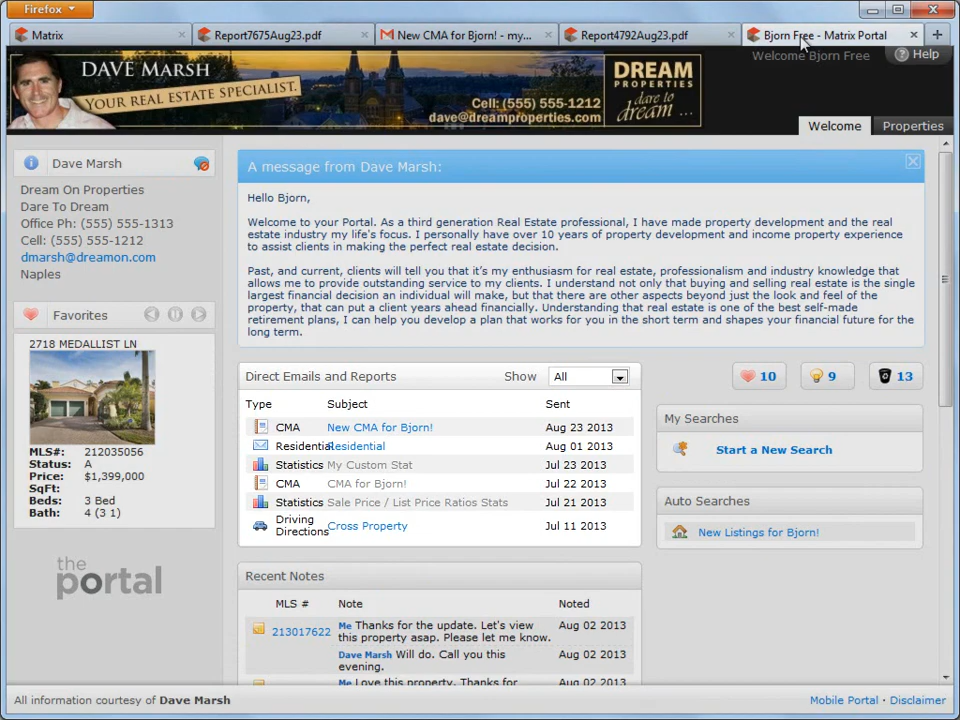 Firefox
Matrix
Report7675Aug23.pdf
New CMA for Bjorn! - my...
Report4792Aug23.pdf
Bjorn Free - Matrix Portal
DAVE MARSH
YOUR REAL ESTATE SPECIALIST.
Cell: (555) 555-1212
dave@dreamproperties.com
DREAM
PROPERTIES
dare to
dream ...
Welcome Bjorn Free
Help
Welcome
Properties
Dave Marsh
Dream On Properties
Dare To Dream
Office Ph: (555) 555-1313
Cell: (555) 555-1212
dmarsh@dreamon.com
Naples
Favorites
2718 MEDALLIST LN
MLS#: 212035056
Status: A
Price: $1,399,000
SqFt:
Beds: 3 Bed
Bath: 4 (3 1)
the
portal
A message from Dave Marsh:
Hello Bjorn,
Welcome to your Portal. As a third generation Real Estate professional, I have made property development and the real
estate industry my life's focus. I personally have over 10 years of property development and income property experience
to assist clients in making the perfect real estate decision.
Past, and current, clients will tell you that it's my enthusiasm for real estate, professionalism and industry knowledge that
allows me to provide outstanding service to my clients. I understand not only that buying and selling real estate is the single
largest financial decision an individual will make, but that there are other aspects beyond just the look and feel of the
property, that can put a client years ahead financially. Understanding that real estate is one of the best self-made
retirement plans, I can help you develop a plan that works for you in the short term and shapes your financial future for the
long term.
Direct Emails and Reports
Show
All
Type Subject Sent
CMA New CMA for Bjorn! Aug 23 2013
Residential Residential Aug 01 2013
Statistics My Custom Stat Jul 23 2013
CMA CMA for Bjorn! Jul 22 2013
Statistics Sale Price / List Price Ratios Stats Jul 21 2013
Driving
Directions Cross Property Jul 11 2013
10
9
13
My Searches
Start a New Search
Auto Searches
New Listings for Bjorn!
Recent Notes
MLS # Note Noted
213017622 Me Thanks for the update. Let's view Aug 02 2013
this property asap. Please let me know.
Dave Marsh Will do. Call you this Aug 02 2013
evening.
Me Love this property. Thanks for Aug 02 2013
All information courtesy of Dave Marsh
Mobile Portal • Disclaimer